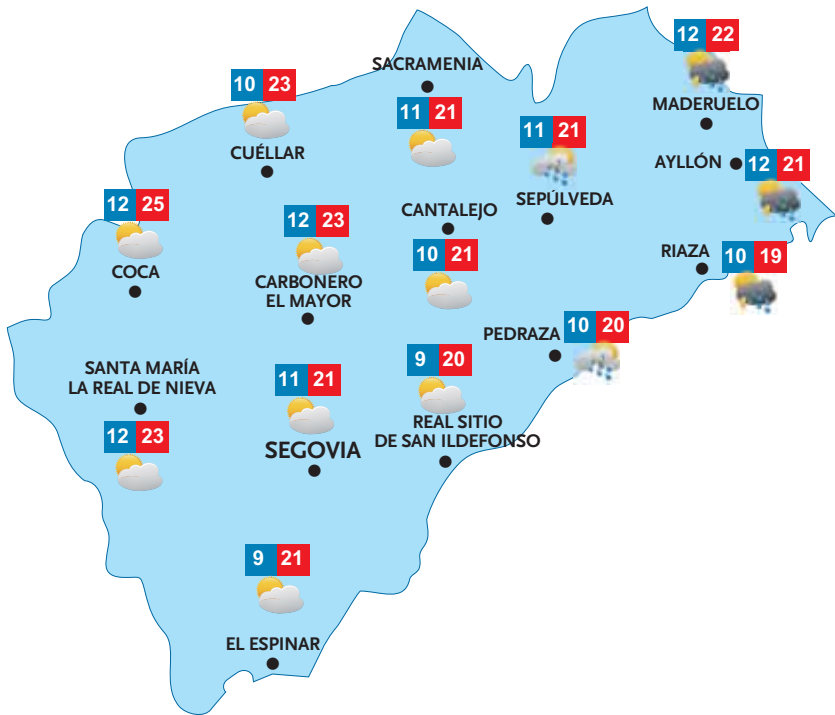 12 22
MADERUELO
SACRAMENIA
11 21
10 23
CUÉLLAR
11 21
SEPÚLVEDA
AYLLÓN
12 21
12 25
COCA
12 23
CARBONERO
EL MAYOR
CANTALEJO
10 21
RIAZA
10 19
PEDRAZA
10 20
SANTA MARÍA
LA REAL DE NIEVA
12 23
11 21
SEGOVIA
9 20
REAL SITIO
DE SAN ILDEFONSO
9 21
EL ESPINAR